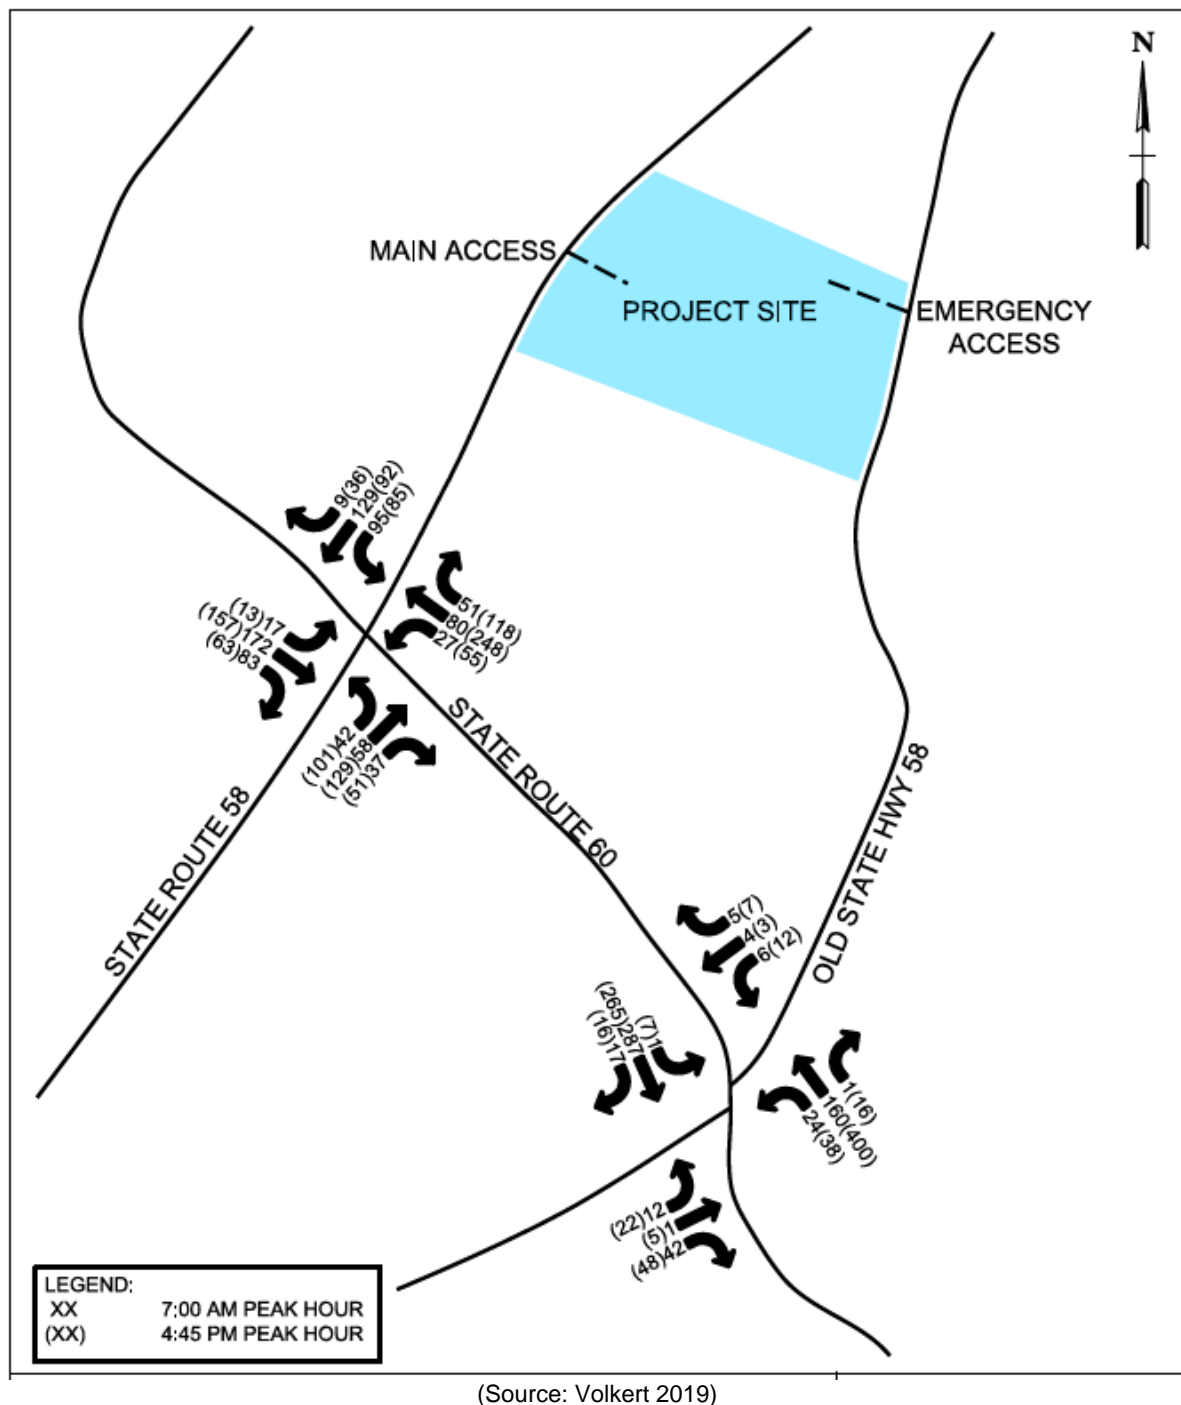 N
MAIN ACCESS
PROJECT SITE
EMERGENCY
ACCESS
9(36)
129(92)
95(85)
51(118)
80(248)
27(55)
(13)17
(157)172
(63)83
(101)42
(129)58
(51)37
STATE ROUTE 58
STATE ROUTE 60
OLD STATE HWY 58
5(7)
4(3)
6(12)
(7)1
(265)287
(16)17
1(16)
160(400)
24(38)
(22)12
(5)1
(48)42
LEGEND:
XX 7:00 AM PEAK HOUR
(XX) 4:45 PM PEAK HOUR
(Source: Volkert 2019)